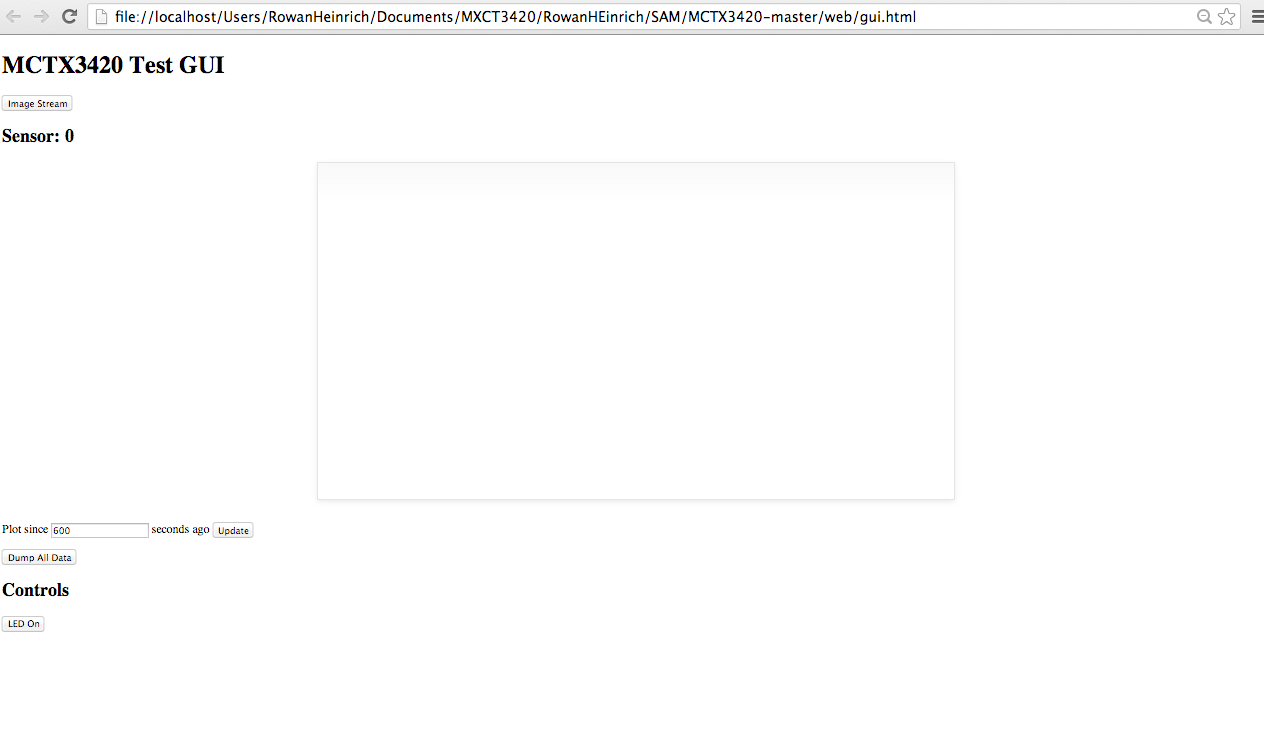 file://localhost/Users/RowanHeinrich/Documents/MXCT3420/RowanHEinrich/SAM/MCTX3420-master/web/gui.html
MCTX3420 Test GUI
Image Stream
Sensor: 0
Plot since 600 seconds ago Update
Dump All Data
Controls
LED On